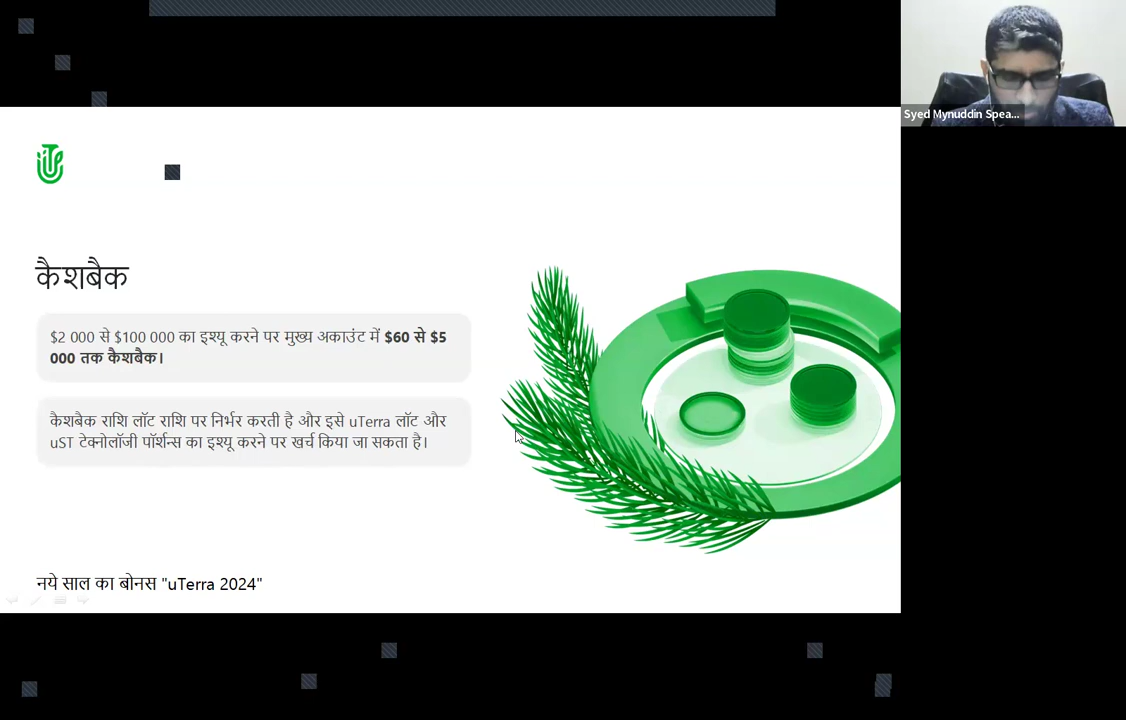 Syed Mynuddin Spea...
कैशबैक
$2 000 से $100 000 का इश्यू करने पर मुख्य अकाउंट में $60 से $5
000 तक कैशबैक।
कैशबैक राशि लॉट राशि पर निर्भर करती है और इसे uTerra लॉट और
uST टेक्नोलॉजी पॉर्शन्स का इश्यू करने पर खर्च किया जा सकता है।
नये साल का बोनस "uTerra 2024"